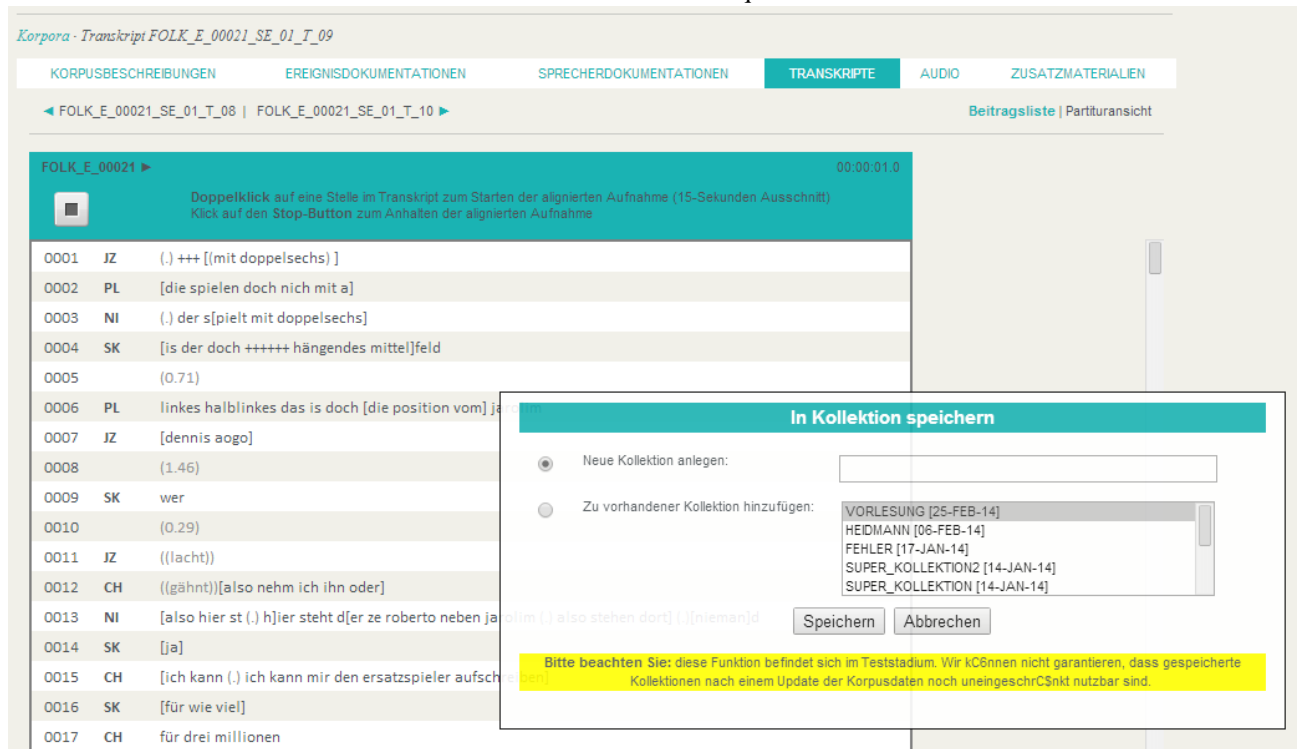 Korpora - Transkript FOLK_E_00021_SE_01_T_09
KORPUSBESCHREIBUNGEN EREIGNISDOKUMENTATIONEN SPRECHERDOKUMENTATIONEN TRANSKRIPTE AUDIO ZUSATZMATERIALIEN
◄ FOLK_E_00021_SE_01_T_08 | FOLK_E_00021_SE_01_T_10 ► Beitragsliste | Partituransicht
FOLK_E_00021 ► 00:00:01.0
Doppelklick auf eine Stelle im Transkript zum Starten der alignierten Aufnahme (15-Sekunden Ausschnitt)
Klick auf den Stop-Button zum Anhalten der alignierten Aufnahme
0001 JZ (.) +++ [(mit doppelsechs) ]
0002 PL [die spielen doch nich mit a]
0003 NI (.) der s[pielt mit doppelsechs]
0004 SK [is der doch ++++++ hängendes mittel]feld
0005 (0.71)
0006 PL linkes halblinkes das is doch [die position vom] jarolim
0007 JZ [dennis aogo]
0008 (1.46)
0009 SK wer
0010 (0.29)
0011 JZ ((lacht))
0012 CH ((gähnt))[also nehm ich ihn oder]
0013 NI [also hier st (.) h]ier steht d[er ze roberto neben jarolim (.) also stehen dort] (.)[nieman]d
0014 SK [ja]
0015 CH [ich kann (.) ich kann mir den ersatzspieler aufschreiben]
0016 SK [für wie viel]
0017 CH für drei millionen
In Kollektion speichern
Neue Kollektion anlegen:
Zu vorhandener Kollektion hinzufügen:
VORLESUNG [25-FEB-14]
HEIDMANN [06-FEB-14]
FEHLER [17-JAN-14]
SUPER_KOLLEKTION2 [14-JAN-14]
SUPER_KOLLEKTION [14-JAN-14]
Speichern Abbrechen
Bitte beachten Sie: diese Funktion befindet sich im Teststadium. Wir kC6nnen nicht garantieren, dass gespeicherte
Kollektionen nach einem Update der Korpusdaten noch uneingeschrC$nkt nutzbar sind.